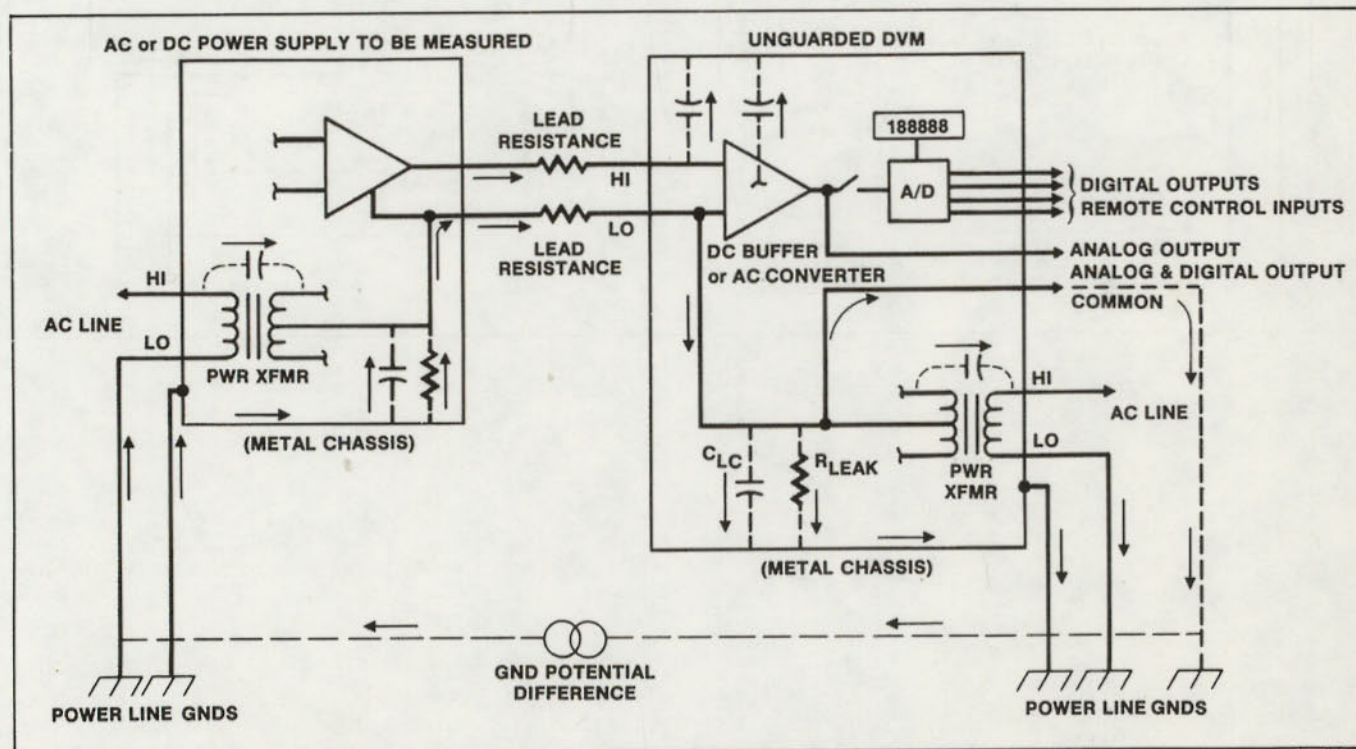 AC or DC POWER SUPPLY TO BE MEASURED
UNGUARDED DVM
LEAD
RESISTANCE
HI
LO
LEAD
RESISTANCE
188888
A/D
DIGITAL OUTPUTS
REMOTE CONTROL INPUTS
DC BUFFER
or AC CONVERTER
ANALOG OUTPUT
ANALOG & DIGITAL OUTPUT
COMMON
HI
AC LINE
LO
PWR XFMR
(METAL CHASSIS)
CLC
RLEAK
PWR
XFMR
HI
AC LINE
LO
(METAL CHASSIS)
GND POTENTIAL
DIFFERENCE
POWER LINE GNDS
POWER LINE GNDS